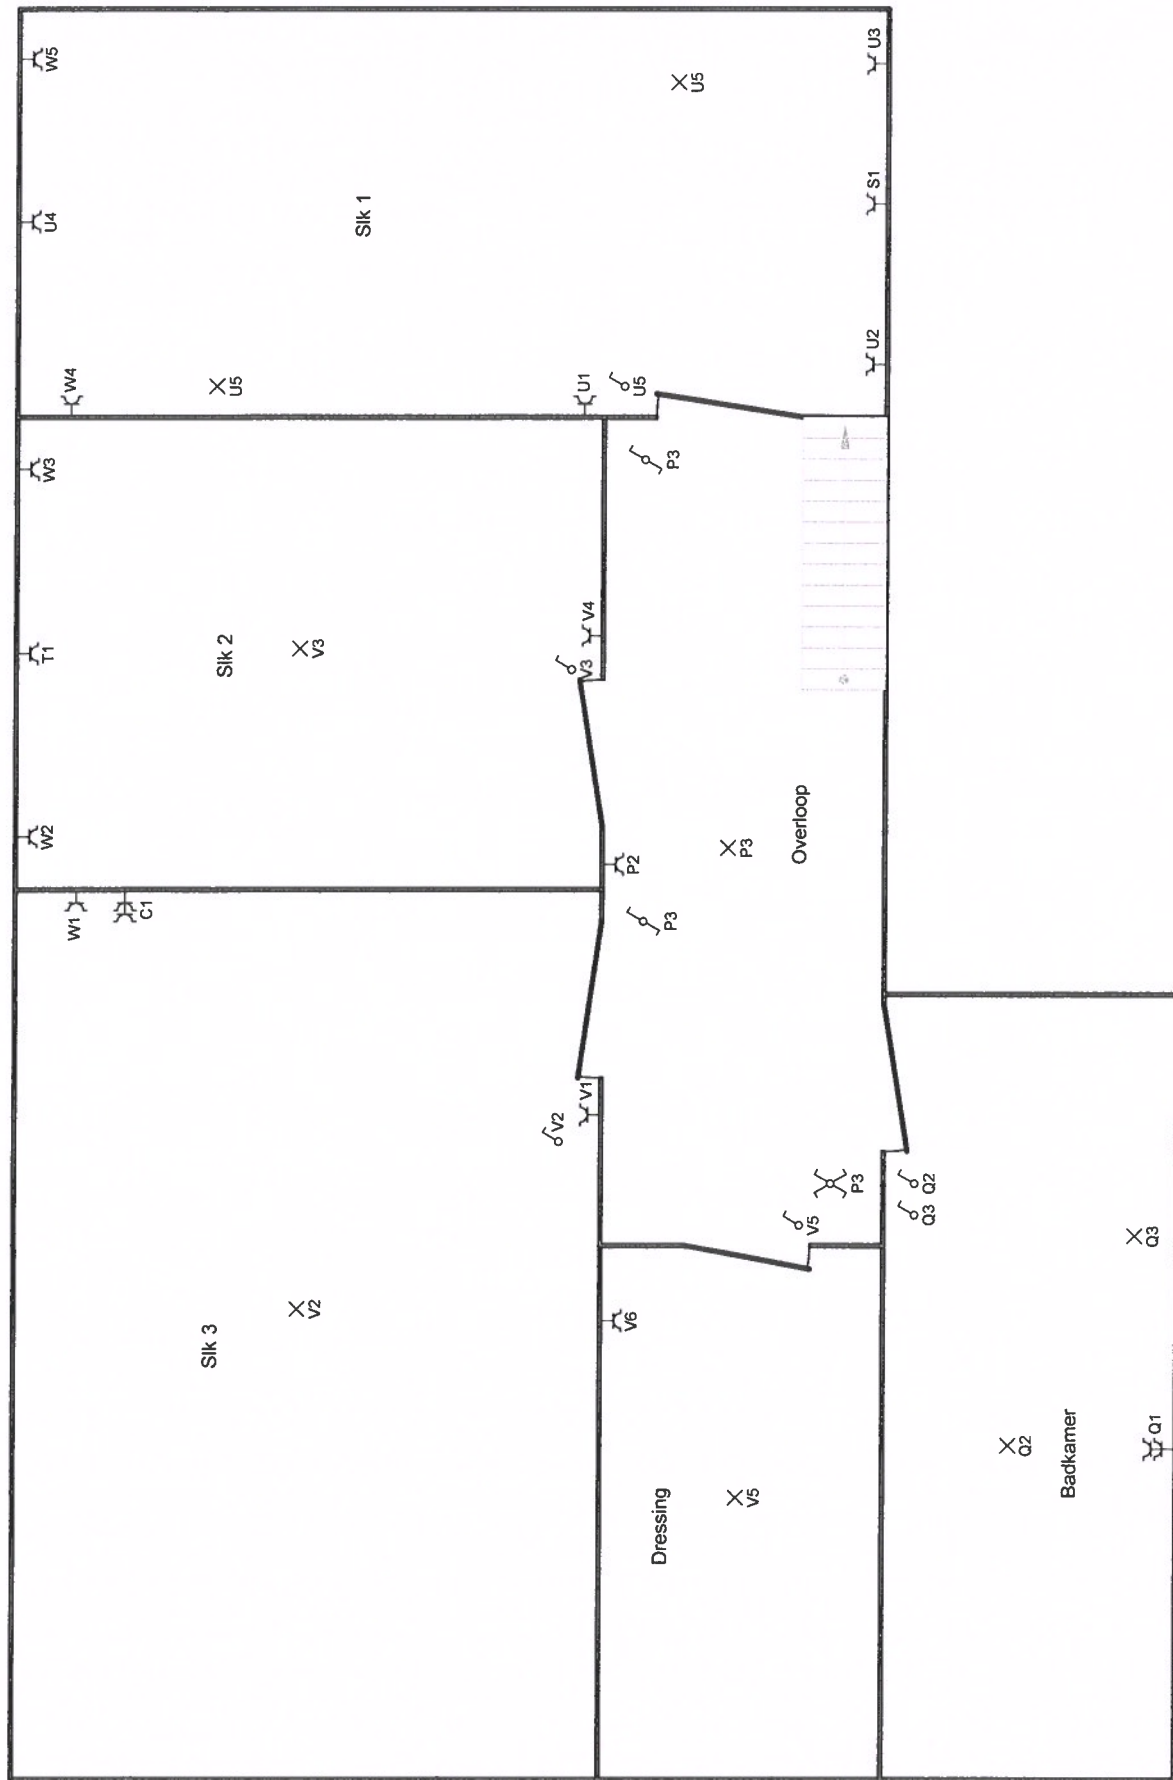 W5
U4
Slk 1
U5
U3
S1
U2
W4
U5
U1
U5
W3
T1
W2
Slk 2
V3
V4
V3
P3
P2
P3
Overloop
P3
W1
C1
Slk 3
V2
V1
V2
V5
P3
Q2
Q3
Q3
V6
Dressing
V5
Q2
Badkamer
Q1